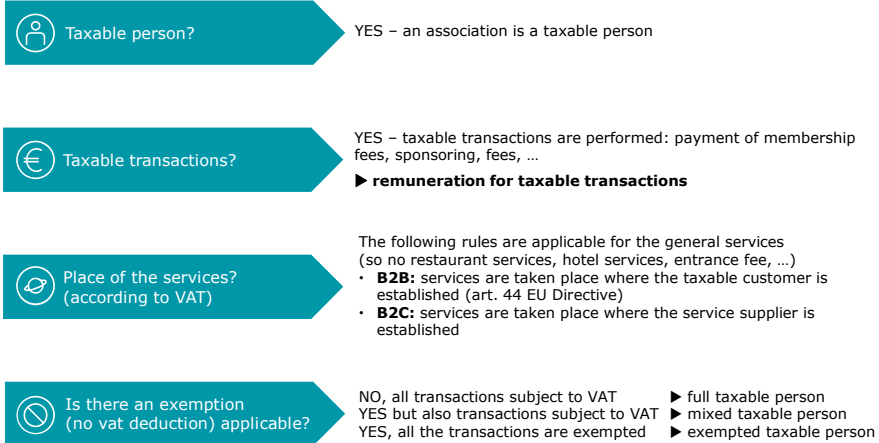 Taxable person?
YES – an association is a taxable person
Taxable transactions?
YES – taxable transactions are performed: payment of membership
fees, sponsoring, fees, …
▶ remuneration for taxable transactions
Place of the services?
(according to VAT)
The following rules are applicable for the general services
(so no restaurant services, hotel services, entrance fee, …)
• B2B: services are taken place where the taxable customer is
established (art. 44 EU Directive)
• B2C: services are taken place where the service supplier is
established
Is there an exemption
(no vat deduction) applicable?
NO, all transactions subject to VAT ▶ full taxable person
YES but also transactions subject to VAT ▶ mixed taxable person
YES, all the transactions are exempted ▶ exempted taxable person